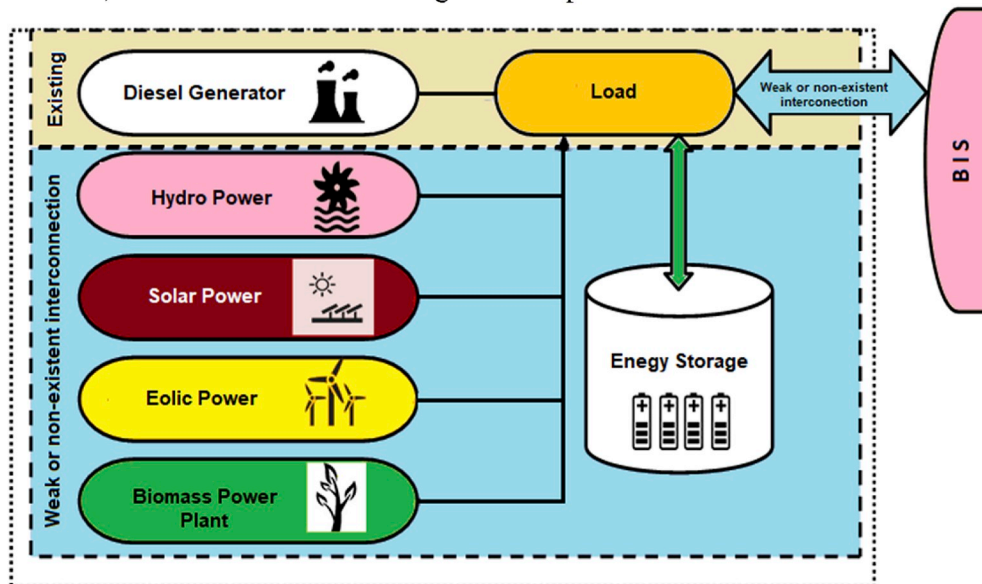 Existing
Diesel Generator
Load
Weak or non-existent
interconection
BIS
Weak or non-existent interconnection
Hydro Power
Solar Power
Eolic Power
Biomass Power
Plant
Enegy Storage